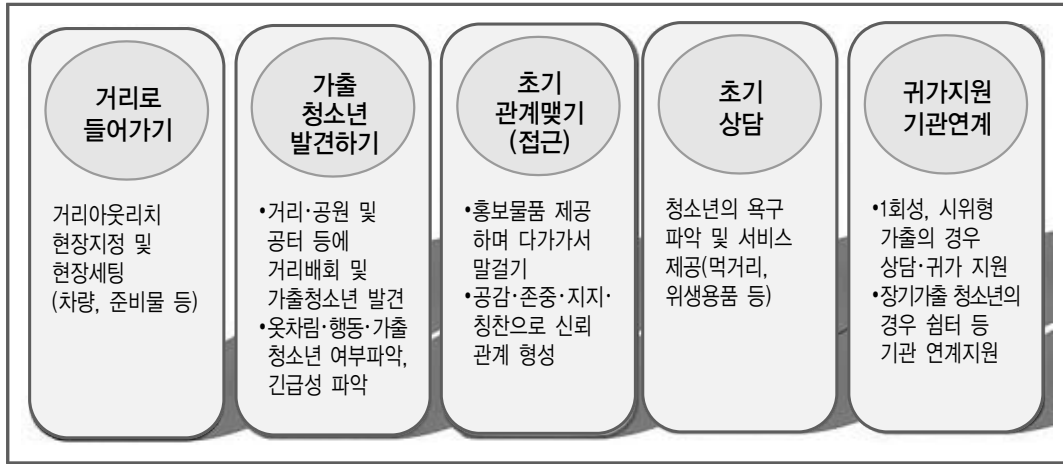 거리로
들어가기
거리아웃리치
현장지정 및
현장세팅
(차량, 준비물 등)
가출
청소년
발견하기
•거리·공원 및
공터 등에
거리배회 및
가출청소년 발견
•옷차림·행동·가출
청소년 여부파악,
긴급성 파악
초기
관계맺기
(접근)
•홍보물품 제공
하며 다가가서
말걸기
•공감·존중·지지·
칭찬으로 신뢰
관계 형성
초기
상담
청소년의 욕구
파악 및 서비스
제공(먹거리,
위생용품 등)
귀가지원
기관연계
•1회성, 시위형
가출의 경우
상담·귀가 지원
•장기가출 청소년의
경우 쉼터 등
기관 연계지원